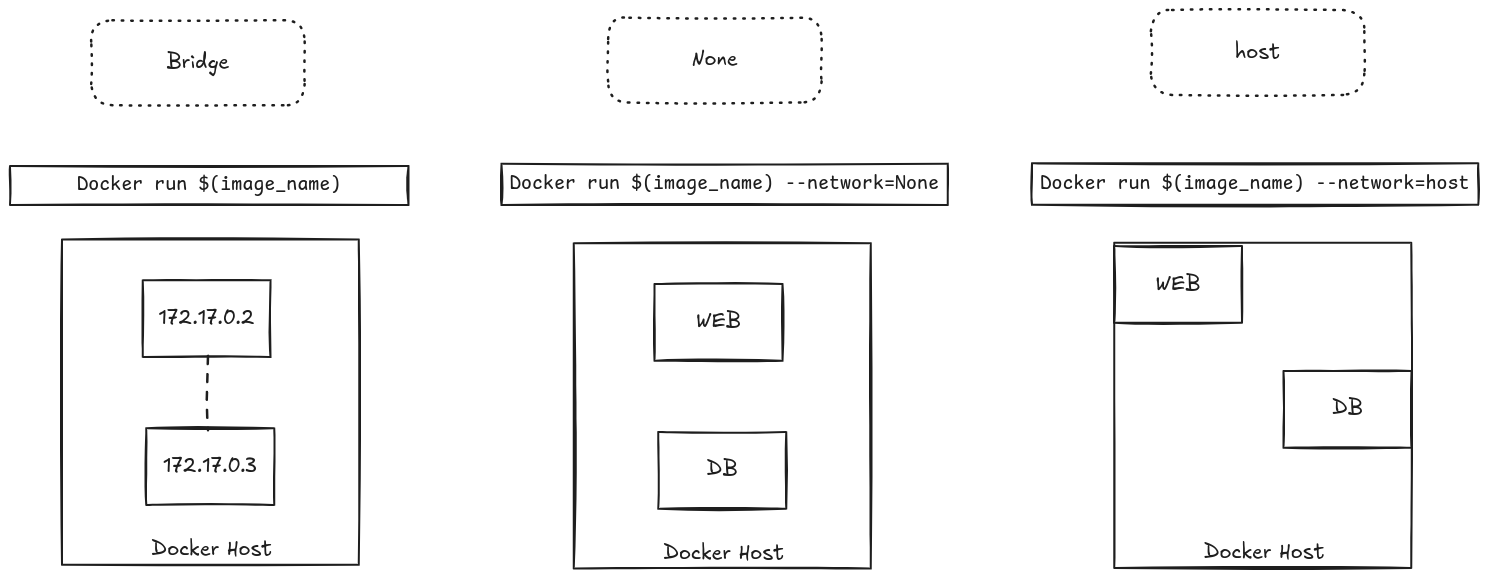 Bridge
None
host
Docker run $(image_name)
Docker run $(image_name) --network=None
Docker run $(image_name) --network=host
172.17.0.2
172.17.0.3
Docker Host
WEB
DB
Docker Host
WEB
DB
Docker Host